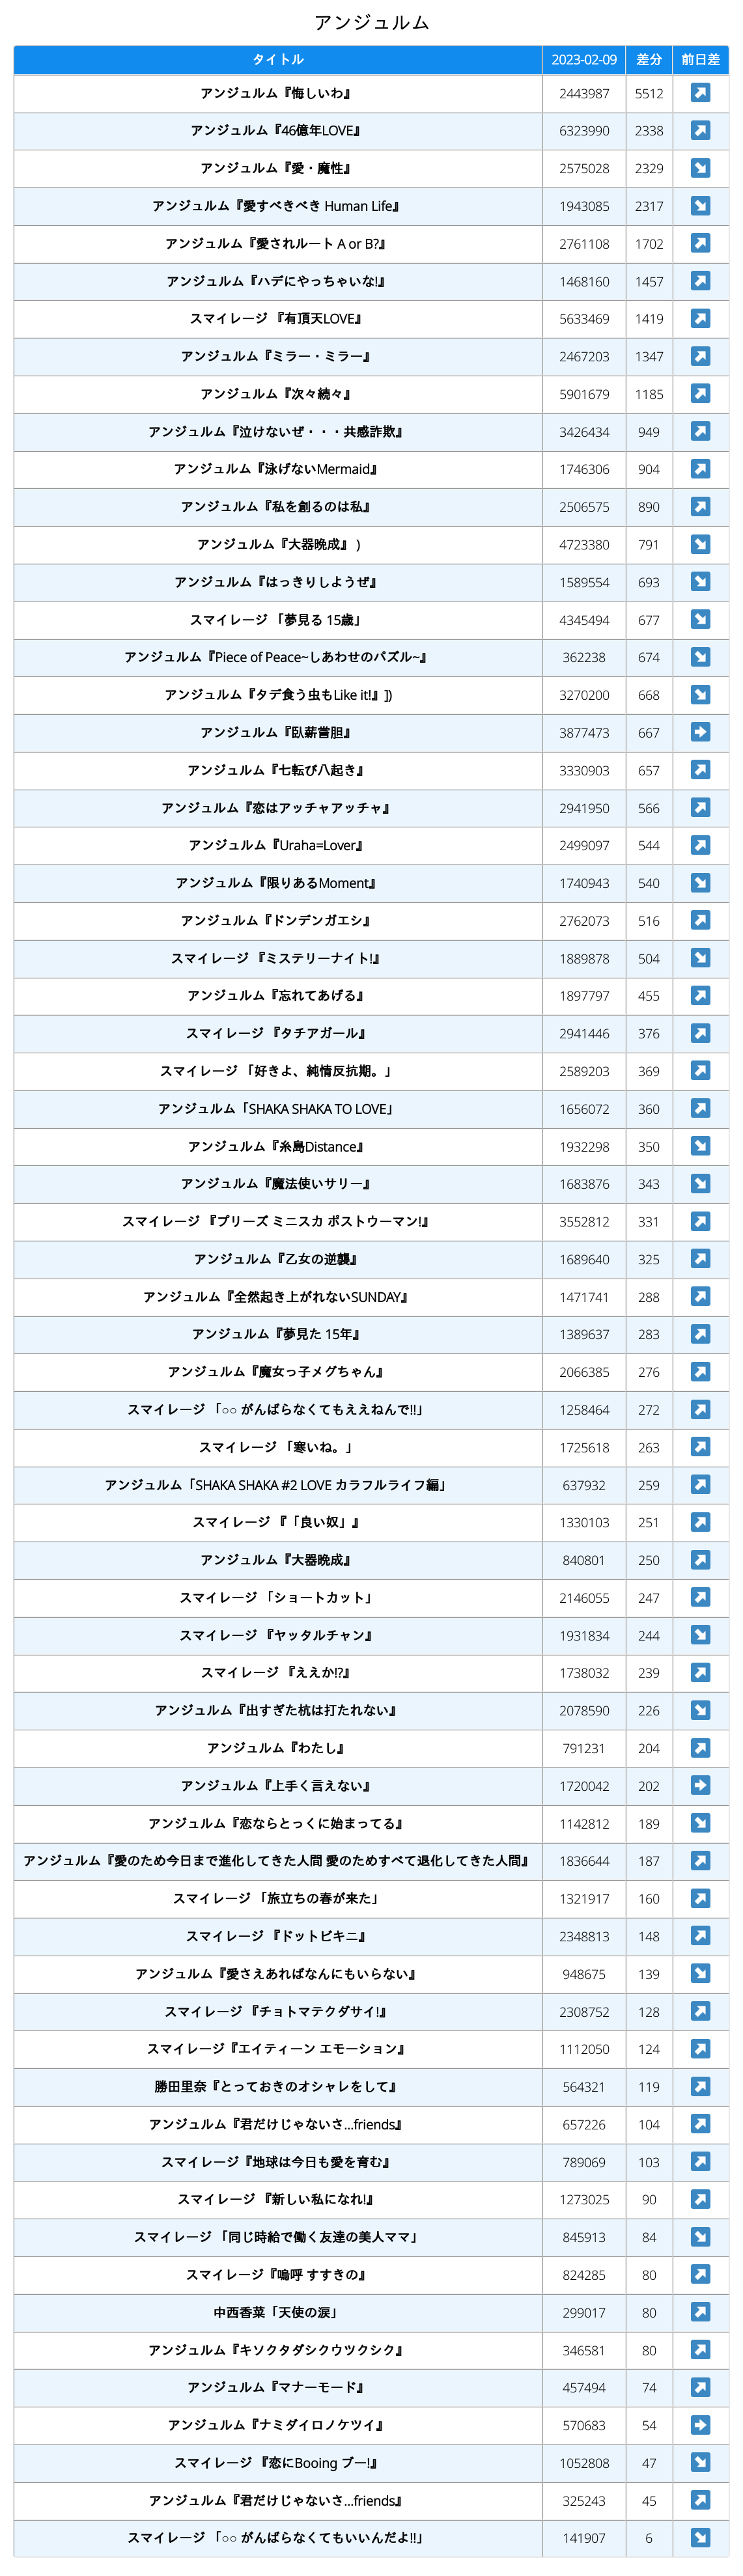 アンジュルム
タイトル 2023-02-09 差分 前日差
アンジュルム『悔しいわ』 2443987 5512 ↗
アンジュルム『46億年LOVE』 6323990 2338 ↗
アンジュルム『愛・魔性』 2575028 2329 ↘
アンジュルム『愛すべきべき Human Life』 1943085 2317 ↘
アンジュルム『愛されルート A or B?』 2761108 1702 ↗
アンジュルム『ハデにやっちゃいな!』 1468160 1457 ↗
スマイレージ 『有頂天LOVE』 5633469 1419 ↗
アンジュルム『ミラー・ミラー』 2467203 1347 ↗
アンジュルム『次々続々』 5901679 1185 ↗
アンジュルム『泣けないぜ・・・共感詐欺』 3426434 949 ↗
アンジュルム『泳げないMermaid』 1746306 904 ↗
アンジュルム『私を創るのは私』 2506575 890 ↗
アンジュルム『大器晩成』 ) 4723380 791 ↘
アンジュルム『はっきりしようぜ』 1589554 693 ↘
スマイレージ 「夢見る 15歳」 4345494 677 ↘
アンジュルム『Piece of Peace~しあわせのパズル~』 362238 674 ↘
アンジュルム『タデ食う虫もLike it!』]) 3270200 668 ↘
アンジュルム『臥薪嘗胆』 3877473 667 ➡
アンジュルム『七転び八起き』 3330903 657 ↗
アンジュルム『恋はアッチャアッチャ』 2941950 566 ↗
アンジュルム『Uraha=Lover』 2499097 544 ↗
アンジュルム『限りあるMoment』 1740943 540 ↘
アンジュルム『ドンデンガエシ』 2762073 516 ↗
スマイレージ 『ミステリーナイト!』 1889878 504 ↘
アンジュルム『忘れてあげる』 1897797 455 ↗
スマイレージ 『タチアガール』 2941446 376 ↗
スマイレージ 「好きよ、純情反抗期。」 2589203 369 ↗
アンジュルム「SHAKA SHAKA TO LOVE」 1656072 360 ↗
アンジュルム『糸島Distance』 1932298 350 ↘
アンジュルム『魔法使いサリー』 1683876 343 ↘
スマイレージ 『プリーズ ミニスカ ポストウーマン!』 3552812 331 ↗
アンジュルム『乙女の逆襲』 1689640 325 ↗
アンジュルム『全然起き上がれないSUNDAY』 1471741 288 ↗
アンジュルム『夢見た 15年』 1389637 283 ↗
アンジュルム『魔女っ子メグちゃん』 2066385 276 ↗
スマイレージ 「○○ がんばらなくてもええねんで!!」 1258464 272 ↗
スマイレージ 「寒いね。」 1725618 263 ↗
アンジュルム「SHAKA SHAKA #2 LOVE カラフルライフ編」 637932 259 ↗
スマイレージ 『「良い奴」』 1330103 251 ↗
アンジュルム『大器晩成』 840801 250 ↗
スマイレージ 「ショートカット」 2146055 247 ↗
スマイレージ 『ヤッタルチャン』 1931834 244 ↘
スマイレージ 『ええか!?』 1738032 239 ↗
アンジュルム『出すぎた杭は打たれない』 2078590 226 ↘
アンジュルム『わたし』 791231 204 ↗
アンジュルム『上手く言えない』 1720042 202 ➡
アンジュルム『恋ならとっくに始まってる』 1142812 189 ↘
アンジュルム『愛のため今日まで進化してきた人間 愛のためすべて退化してきた人間』 1836644 187 ↗
スマイレージ 「旅立ちの春が来た」 1321917 160 ↗
スマイレージ 『ドットビキニ』 2348813 148 ↗
アンジュルム『愛さえあればなんにもいらない』 948675 139 ↘
スマイレージ 『チョトマテクダサイ!』 2308752 128 ↗
スマイレージ『エイティーン エモーション』 1112050 124 ↗
勝田里奈『とっておきのオシャレをして』 564321 119 ↗
アンジュルム『君だけじゃないさ...friends』 657226 104 ↗
スマイレージ『地球は今日も愛を育む』 789069 103 ↗
スマイレージ 『新しい私になれ!』 1273025 90 ↗
スマイレージ 「同じ時給で働く友達の美人ママ」 845913 84 ↘
スマイレージ『嗚呼 すすきの』 824285 80 ↗
中西香菜「天使の涙」 299017 80 ↗
アンジュルム『キソクタダシクウツクシク』 346581 80 ↗
アンジュルム『マナーモード』 457494 74 ↗
アンジュルム『ナミダイロノケツイ』 570683 54 ➡
スマイレージ 『恋にBooing ブー!』 1052808 47 ↘
アンジュルム『君だけじゃないさ...friends』 325243 45 ↗
スマイレージ 「○○ がんばらなくてもいいんだよ!!」 141907 6 ↘